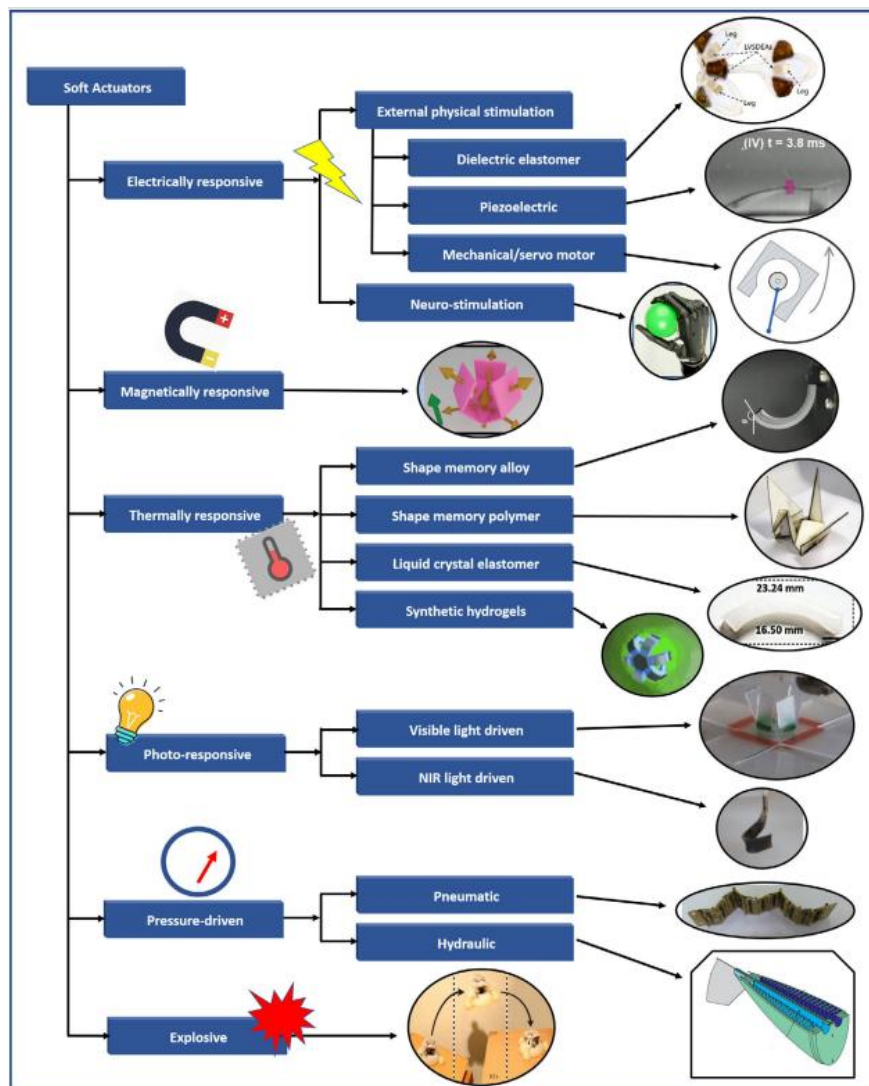 Soft Actuators
External physical stimulation
Leg
LVSDEAs
Leg
Leg
Electrically responsive
Dielectric elastomer
(IV) t = 3.8 ms
Piezoelectric
Mechanical/servo motor
Neuro-stimulation
Magnetically responsive
Shape memory alloy
Thermally responsive
Shape memory polymer
Liquid crystal elastomer
23.24 mm
16.50 mm
Synthetic hydrogels
Visible light driven
Photo-responsive
NIR light driven
Pneumatic
Pressure-driven
Hydraulic
Explosive